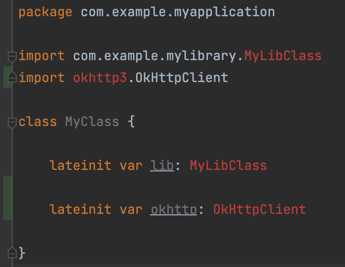 package com.example.myapplication
import com.example.mylibrary.MyLibClass
import okhttp3.OkHttpClient
class MyClass {
lateinit var lib: MyLibClass
lateinit var okhttp: OkHttpClient
}